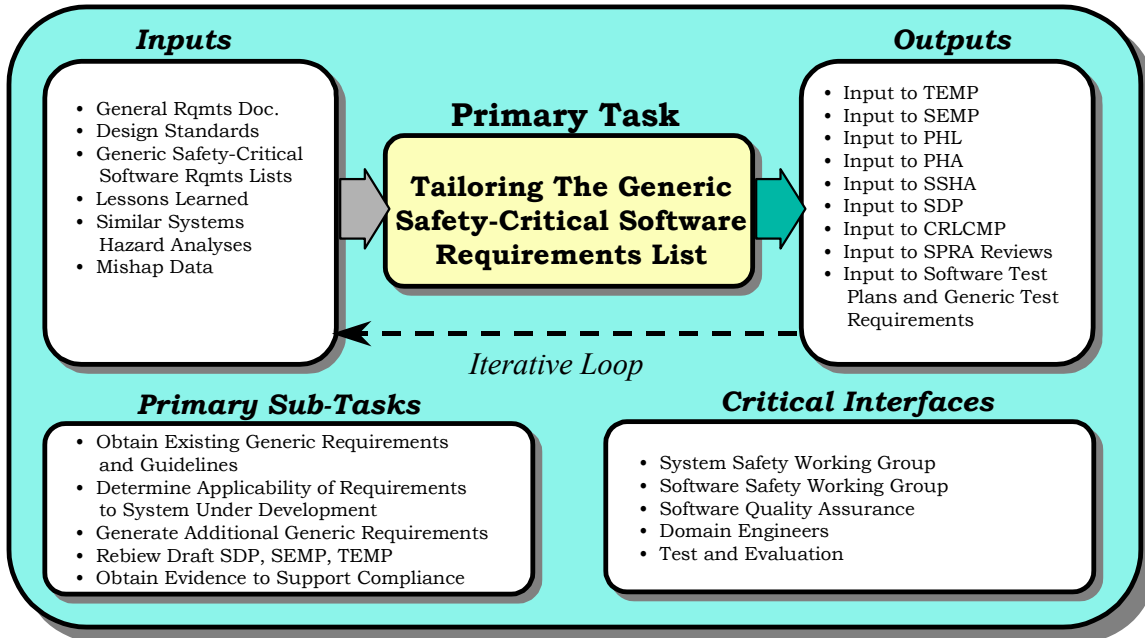 Inputs
• General Rqmts Doc.
• Design Standards
• Generic Safety-Critical
Software Rqmts Lists
• Lessons Learned
• Similar Systems
Hazard Analyses
• Mishap Data
Primary Task
Tailoring The Generic
Safety-Critical Software
Requirements List
Outputs
• Input to TEMP
• Input to SEMP
• Input to PHL
• Input to PHA
• Input to SSHA
• Input to SDP
• Input to CRLCMP
• Input to SPRA Reviews
• Input to Software Test
Plans and Generic Test
Requirements
Iterative Loop
Primary Sub-Tasks
• Obtain Existing Generic Requirements
and Guidelines
• Determine Applicability of Requirements
to System Under Development
• Generate Additional Generic Requirements
• Rebiew Draft SDP, SEMP, TEMP
• Obtain Evidence to Support Compliance
Critical Interfaces
• System Safety Working Group
• Software Safety Working Group
• Software Quality Assurance
• Domain Engineers
• Test and Evaluation